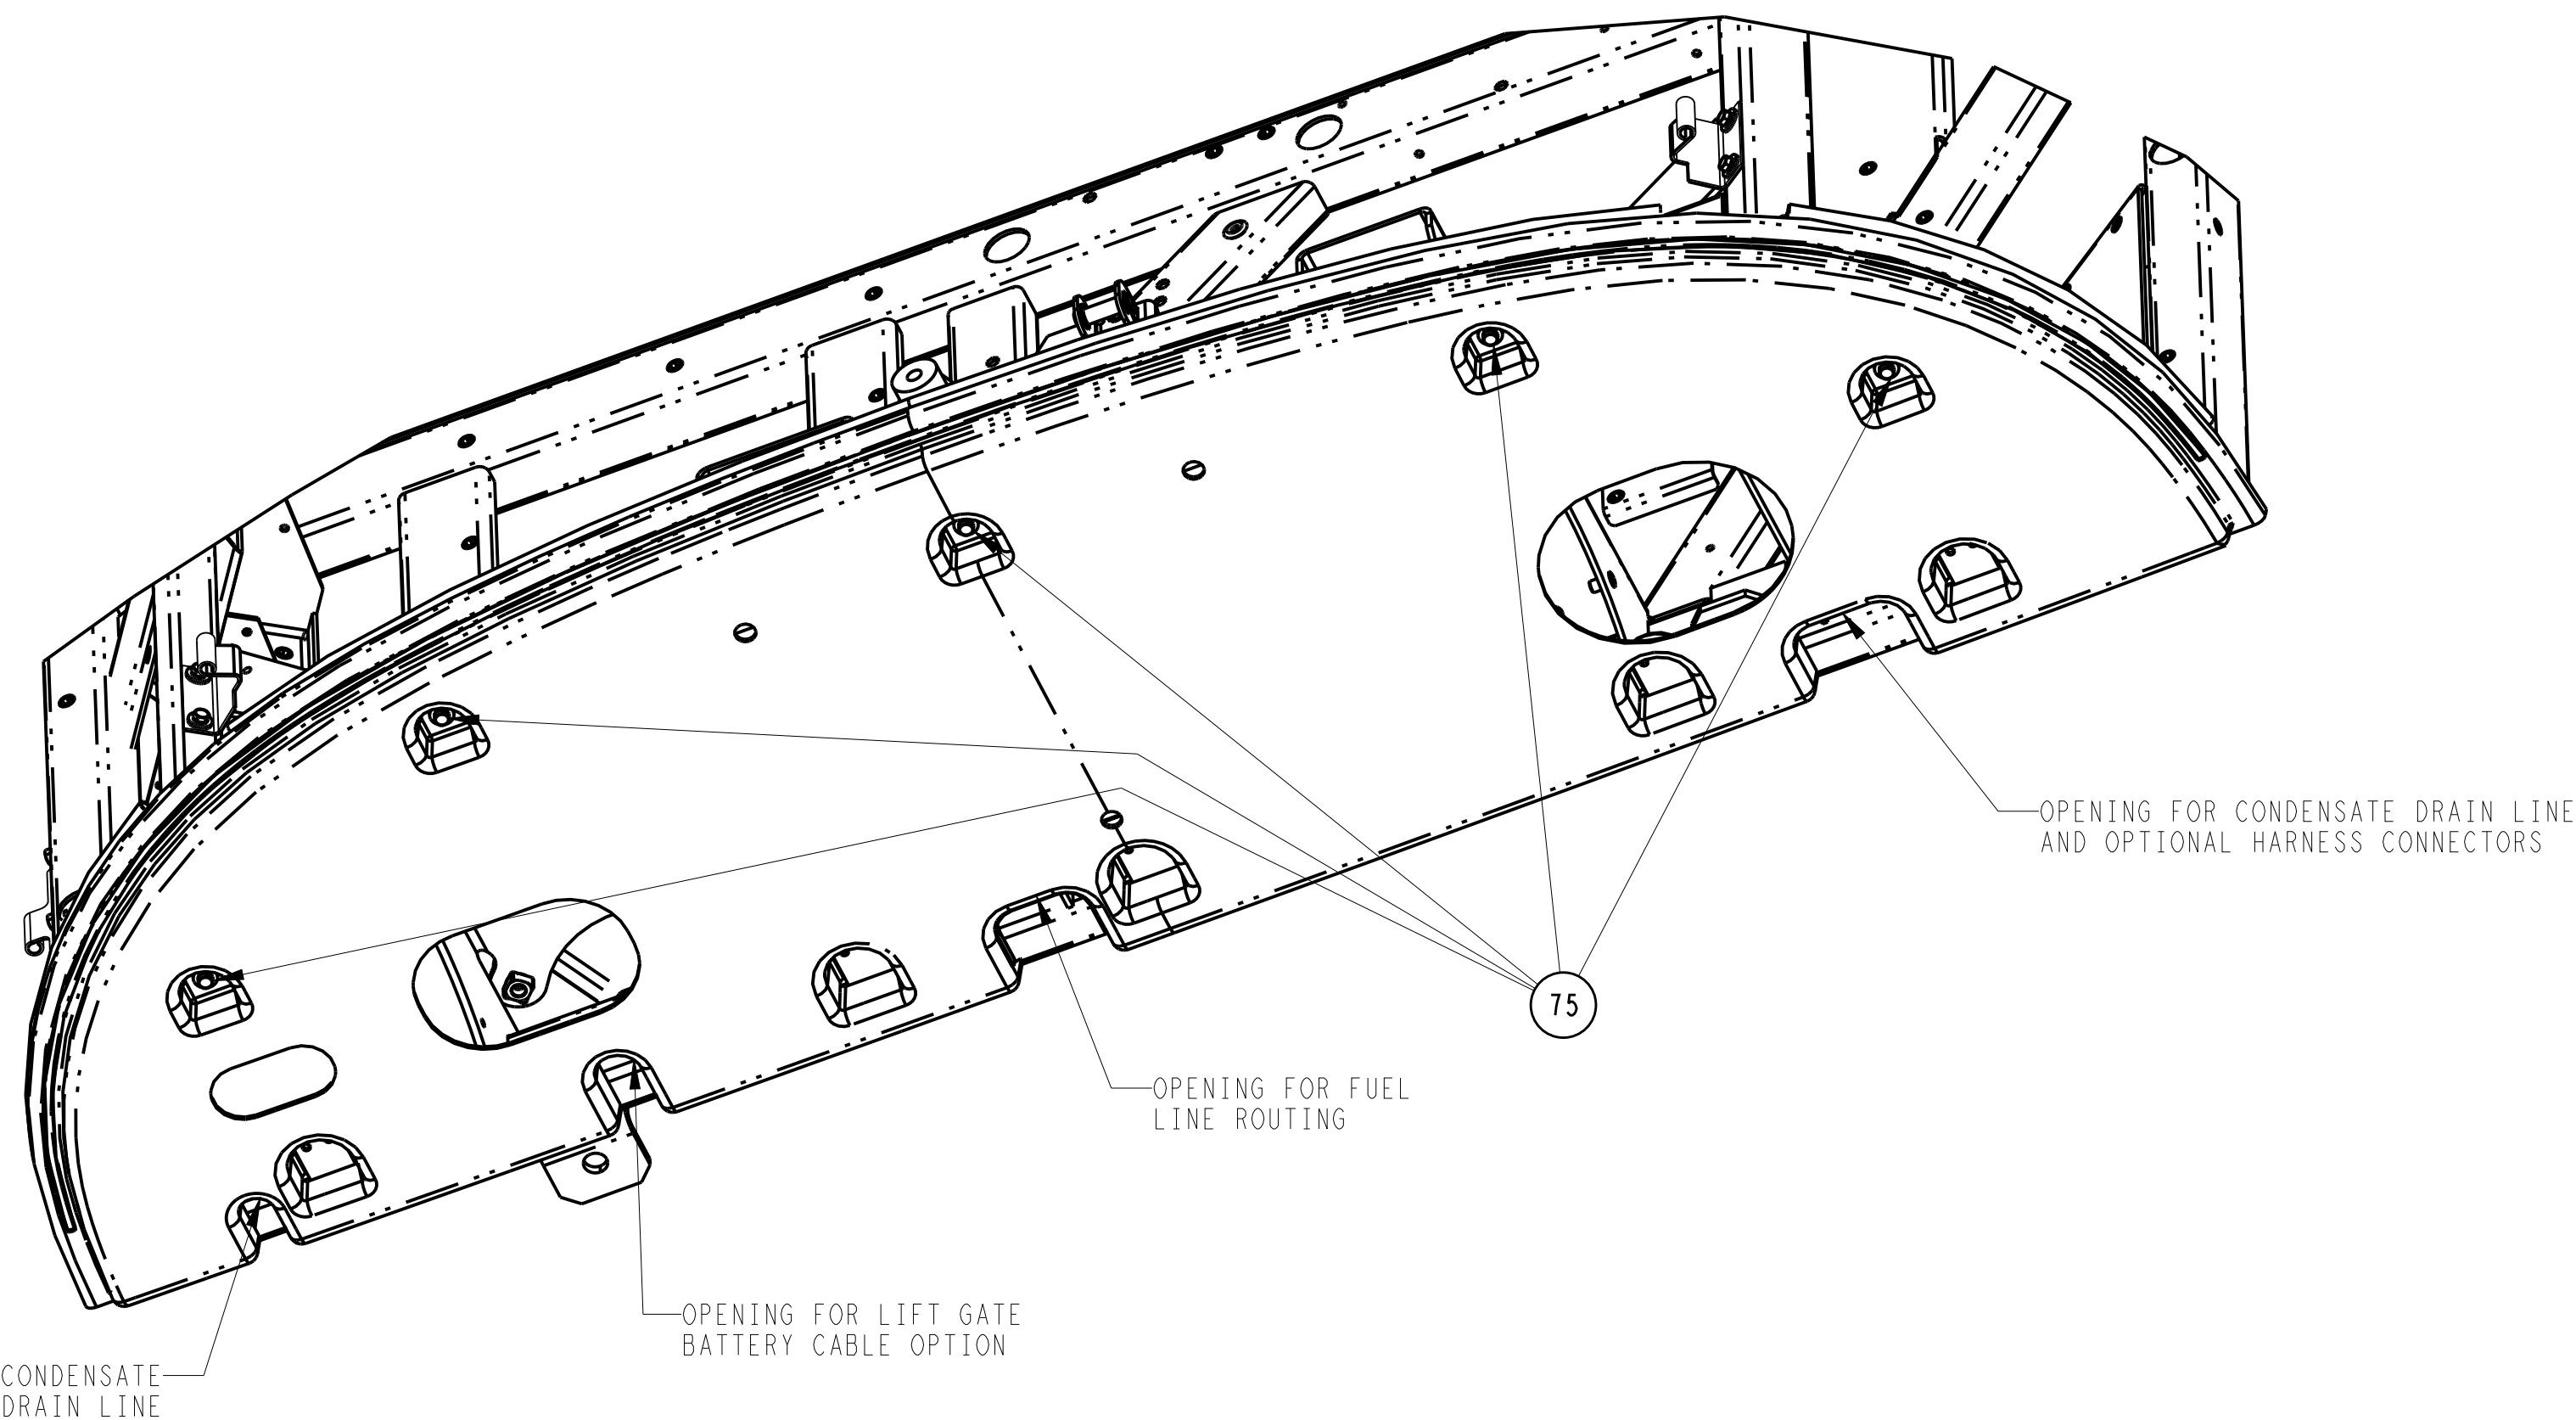 OPENING FOR CONDENSATE DRAIN LINE
AND OPTIONAL HARNESS CONNECTORS
75
OPENING FOR FUEL
LINE ROUTING
OPENING FOR LIFT GATE
BATTERY CABLE OPTION
CONDENSATE
DRAIN LINE